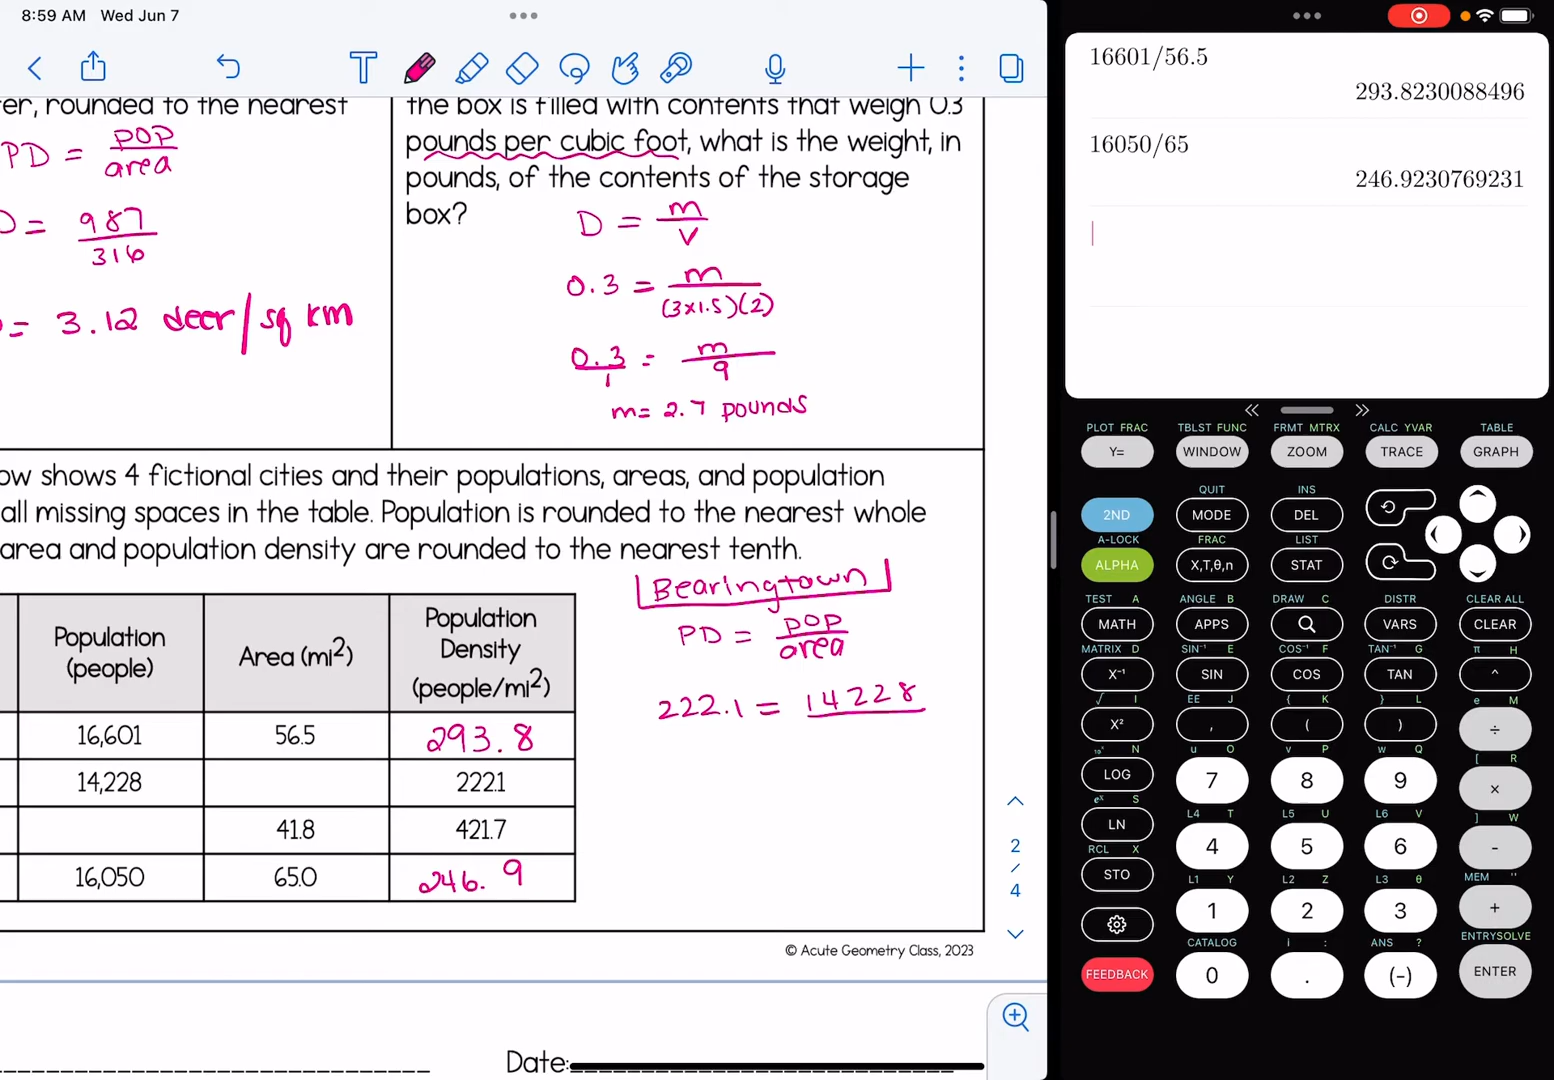 8:59 AM Wed Jun 7
er, rounded to the nearest
PD = pop
area
= 987
316
= 3.12 deer/sq km
the box is filled with contents that weigh 0.3
pounds per cubic foot, what is the weight, in
pounds, of the contents of the storage
box?
D = m
v
0.3 = m
(3x1.5)(2)
0.3 = m
1 9
m= 2.7 pounds
ow shows 4 fictional cities and their populations, areas, and population
all missing spaces in the table. Population is rounded to the nearest whole
area and population density are rounded to the nearest tenth.
Population
(people)
Area (mi²)
Population
Density
(people/mi²)
16,601 56.5 293.8
14,228 222.1
41.8 421.7
16,050 65.0 246.9
Bearingtown
PD = pop
area
222.1 = 14228
2
/
4
© Acute Geometry Class, 2023
Date:
16601/56.5
293.8230088496
16050/65
246.9230769231
PLOT FRAC TBLST FUNC FRMT MTRX CALC YVAR TABLE
Y= WINDOW ZOOM TRACE GRAPH
QUIT INS
2ND MODE DEL
A-LOCK FRAC LIST
ALPHA X,T,θ,n STAT
TEST A ANGLE B DRAW C DISTR CLEAR ALL
MATH APPS VARS CLEAR
MATRIX D SIN⁻¹ E COS⁻¹ F TAN⁻¹ G π H
X⁻¹ SIN COS TAN ^
√ I EE J { K } L e M
X² , ( ) ÷
10ˣ N u O v P w Q [ R
LOG 7 8 9 ×
eˣ S L4 T L5 U L6 V ] W
LN 4 5 6 -
RCL X L1 Y L2 Z L3 θ MEM "
STO 1 2 3 +
CATALOG i : ANS ? ENTRYSOLVE
FEEDBACK 0 . (-) ENTER